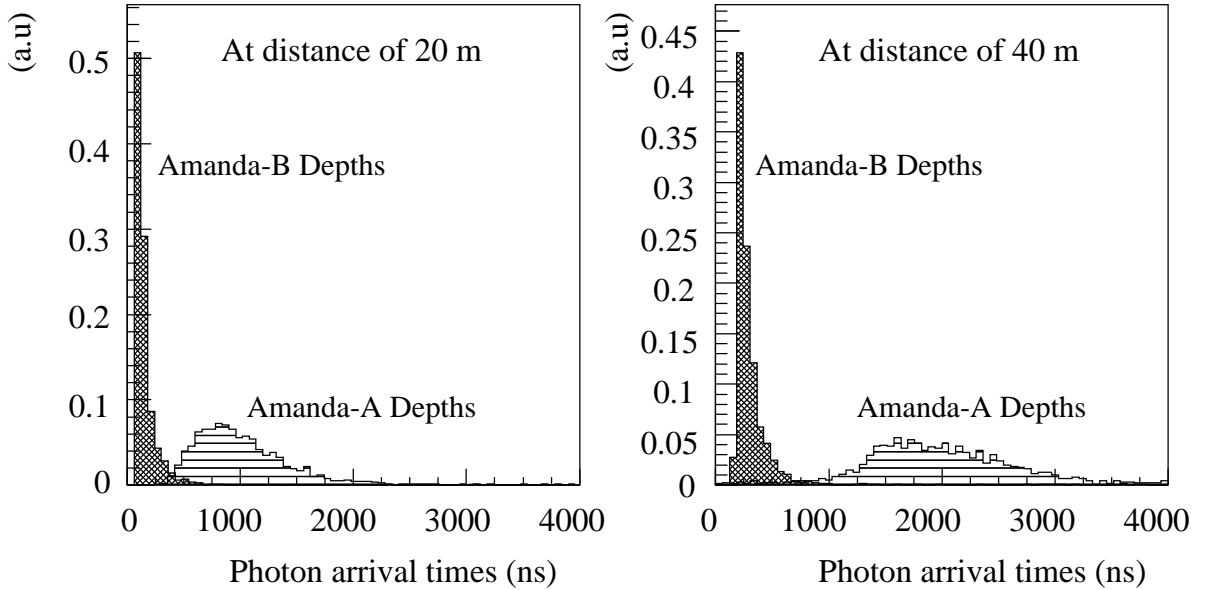 (a.u)
At distance of 20 m
0.5
Amanda-B Depths
0.4
0.3
0.2
Amanda-A Depths
0.1
0
0 1000 2000 3000 4000
Photon arrival times (ns)
(a.u)
At distance of 40 m
0.45
0.4
0.35
Amanda-B Depths
0.3
0.25
0.2
0.15
0.1
Amanda-A Depths
0.05
0
0 1000 2000 3000 4000
Photon arrival times (ns)